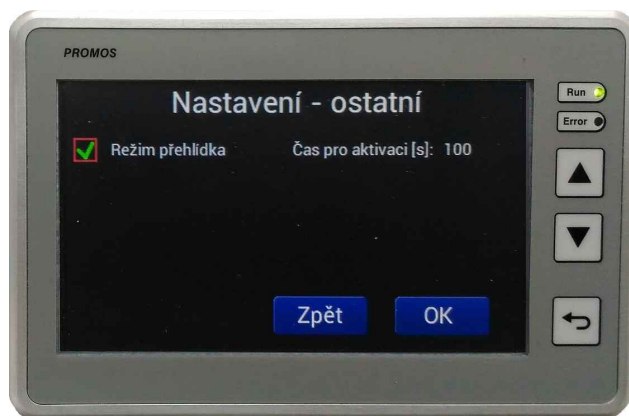 PROMOS
Nastavení - ostatní
Run
Error
Režim přehlídka Čas pro aktivaci [s]: 100
Zpět OK